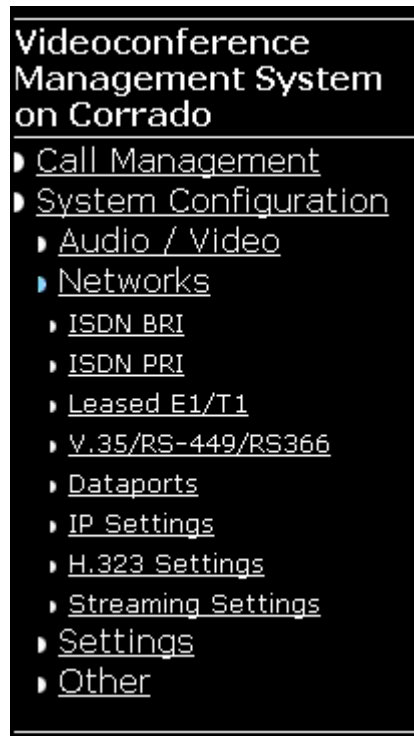 Videoconference
Management System
on Corrado
Call Management
System Configuration
Audio / Video
Networks
ISDN BRI
ISDN PRI
Leased E1/T1
V.35/RS-449/RS366
Dataports
IP Settings
H.323 Settings
Streaming Settings
Settings
Other